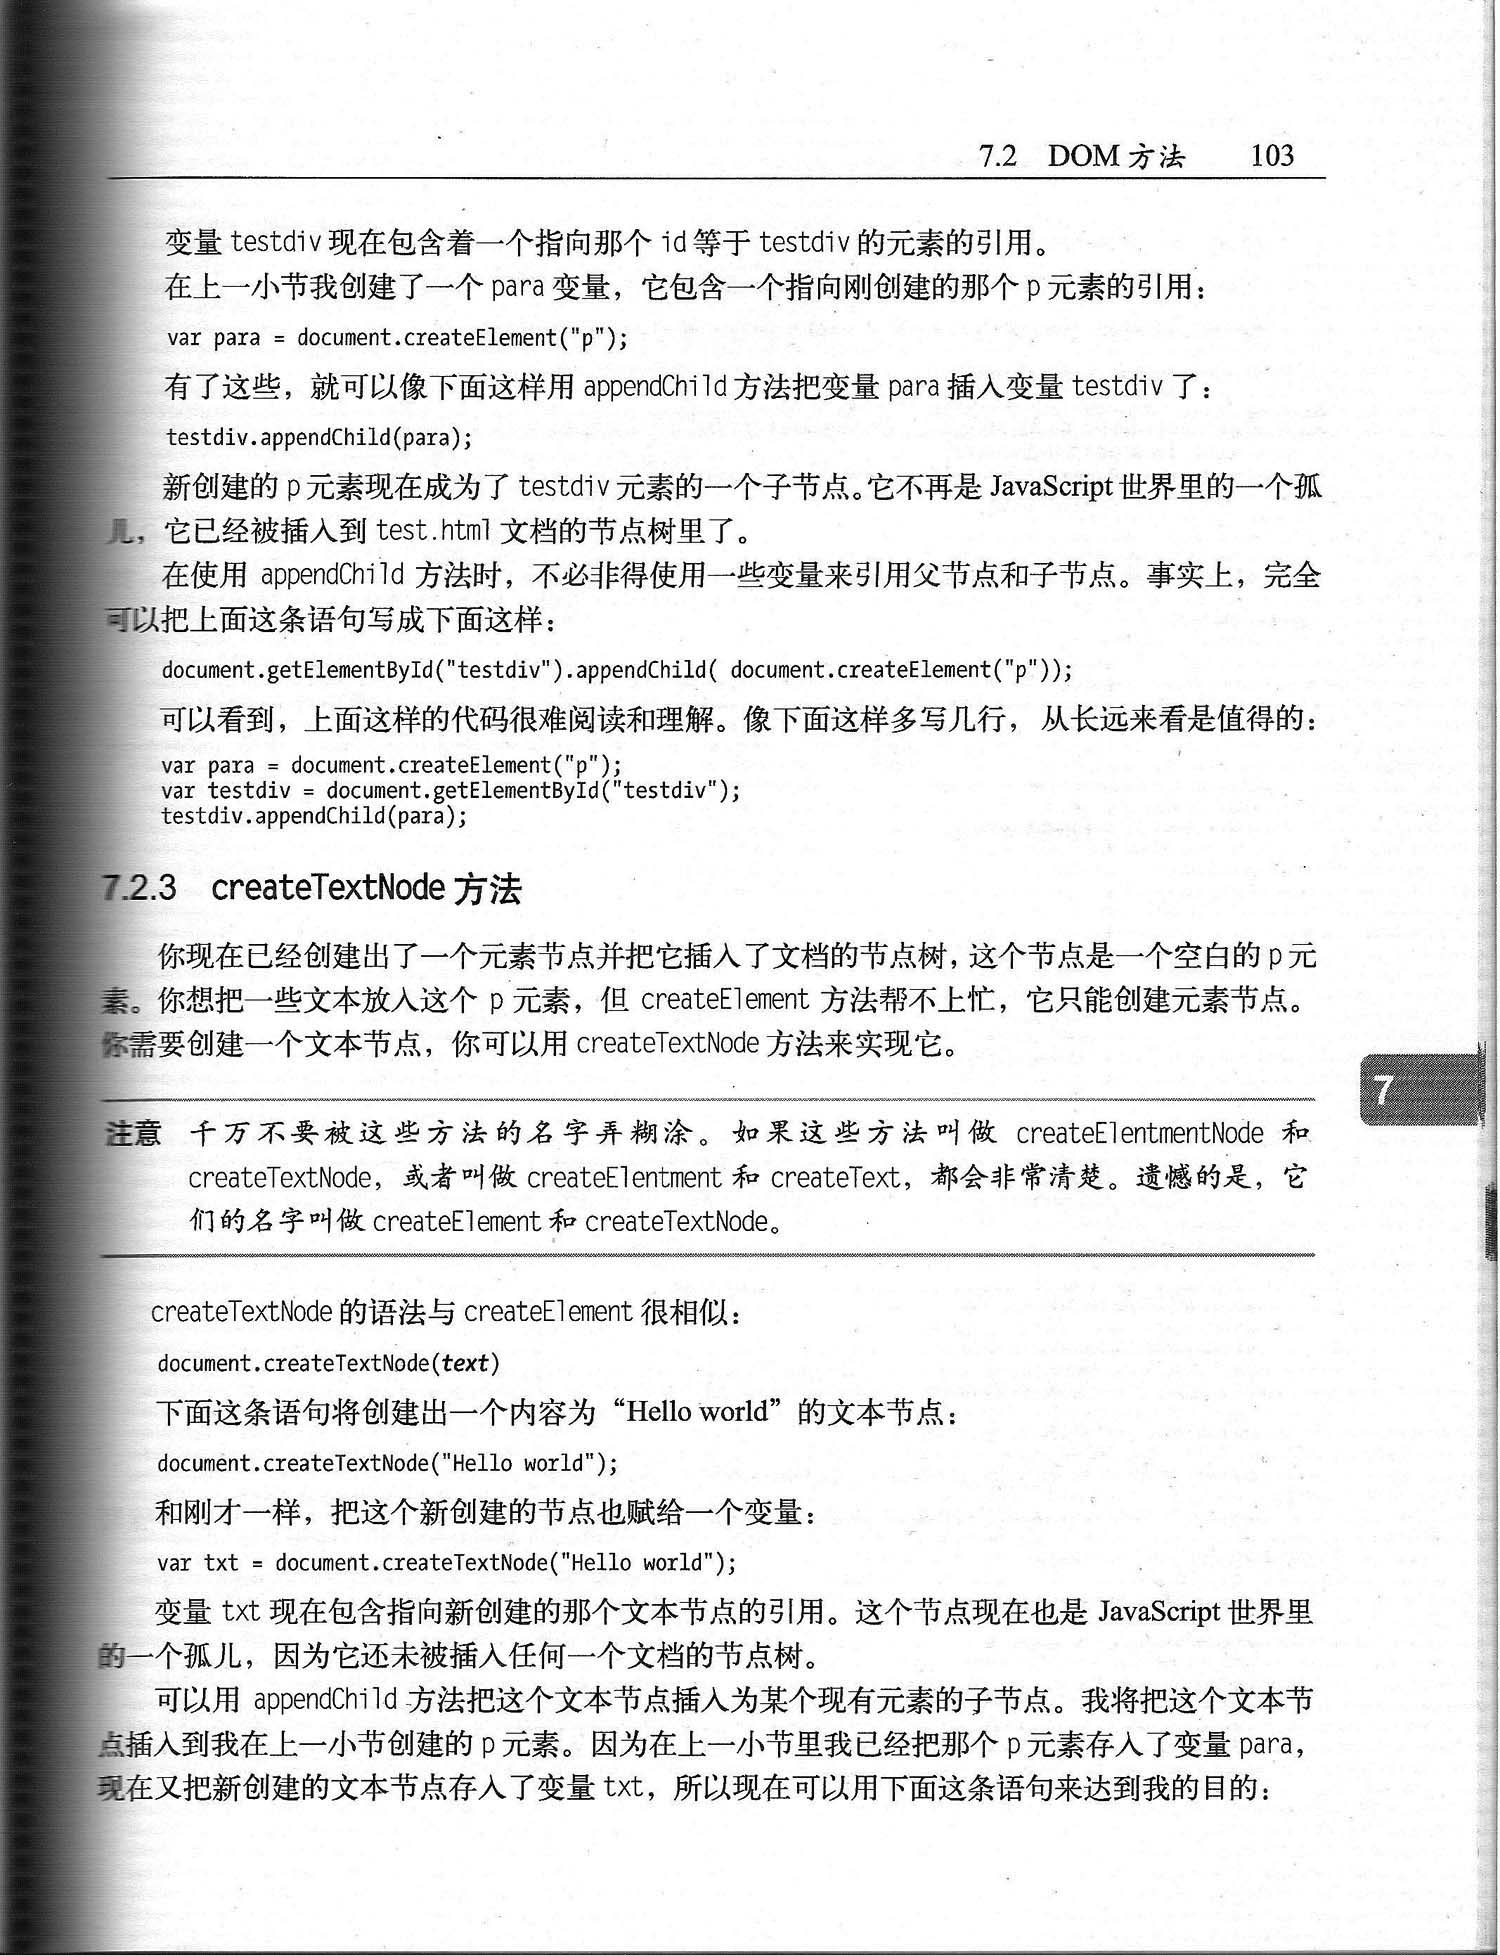 7.2 DOM 方法 103
变量 testdiv 现在包含着一个指向那个 id 等于 testdiv 的元素的引用。
在上一小节我创建了一个 para 变量，它包含一个指向刚创建的那个 p 元素的引用：
var para = document.createElement("p");
有了这些，就可以像下面这样用 appendChild 方法把变量 para 插入变量 testdiv 了：
testdiv.appendChild(para);
新创建的 p 元素现在成为了 testdiv 元素的一个子节点。它不再是 JavaScript 世界里的一个孤
儿，它已经被插入到 test.html 文档的节点树里了。
在使用 appendChild 方法时，不必非得使用一些变量来引用父节点和子节点。事实上，完全
可以把上面这条语句写成下面这样：
document.getElementById("testdiv").appendChild( document.createElement("p"));
可以看到，上面这样的代码很难阅读和理解。像下面这样多写几行，从长远来看是值得的：
var para = document.createElement("p");
var testdiv = document.getElementById("testdiv");
testdiv.appendChild(para);
7.2.3 createTextNode 方法
你现在已经创建出了一个元素节点并把它插入了文档的节点树，这个节点是一个空白的 p 元
素。你想把一些文本放入这个 p 元素，但 createElement 方法帮不上忙，它只能创建元素节点。
你需要创建一个文本节点，你可以用 createTextNode 方法来实现它。
7
注意 千万不要被这些方法的名字弄糊涂。如果这些方法叫做 createElentmentNode 和
createTextNode，或者叫做 createElentment 和 createText，都会非常清楚。遗憾的是，它
们的名字叫做 createElement 和 createTextNode。
createTextNode 的语法与 createElement 很相似：
document.createTextNode(text)
下面这条语句将创建出一个内容为“Hello world”的文本节点：
document.createTextNode("Hello world");
和刚才一样，把这个新创建的节点也赋给一个变量：
var txt = document.createTextNode("Hello world");
变量 txt 现在包含指向新创建的那个文本节点的引用。这个节点现在也是 JavaScript 世界里
的一个孤儿，因为它还未被插入任何一个文档的节点树。
可以用 appendChild 方法把这个文本节点插入为某个现有元素的子节点。我将把这个文本节
点插入到我在上一小节创建的 p 元素。因为在上一小节里我已经把那个 p 元素存入了变量 para，
现在又把新创建的文本节点存入了变量 txt，所以现在可以用下面这条语句来达到我的目的：